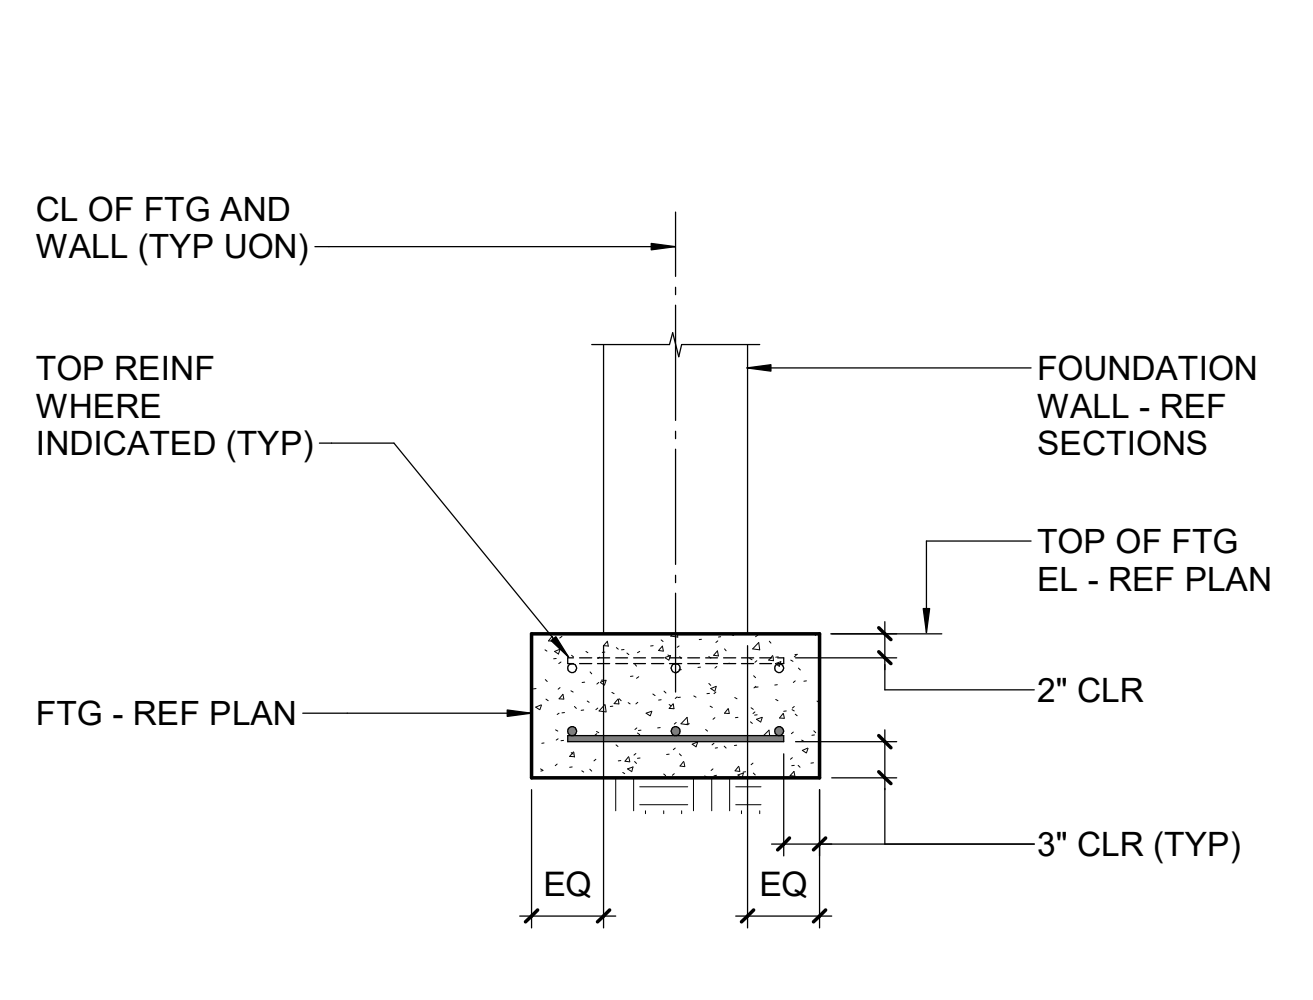 CL OF FTG AND
WALL (TYP UON)
TOP REINF
WHERE
INDICATED (TYP)
FOUNDATION
WALL - REF
SECTIONS
TOP OF FTG
EL - REF PLAN
2" CLR
FTG - REF PLAN
3" CLR (TYP)
EQ
EQ